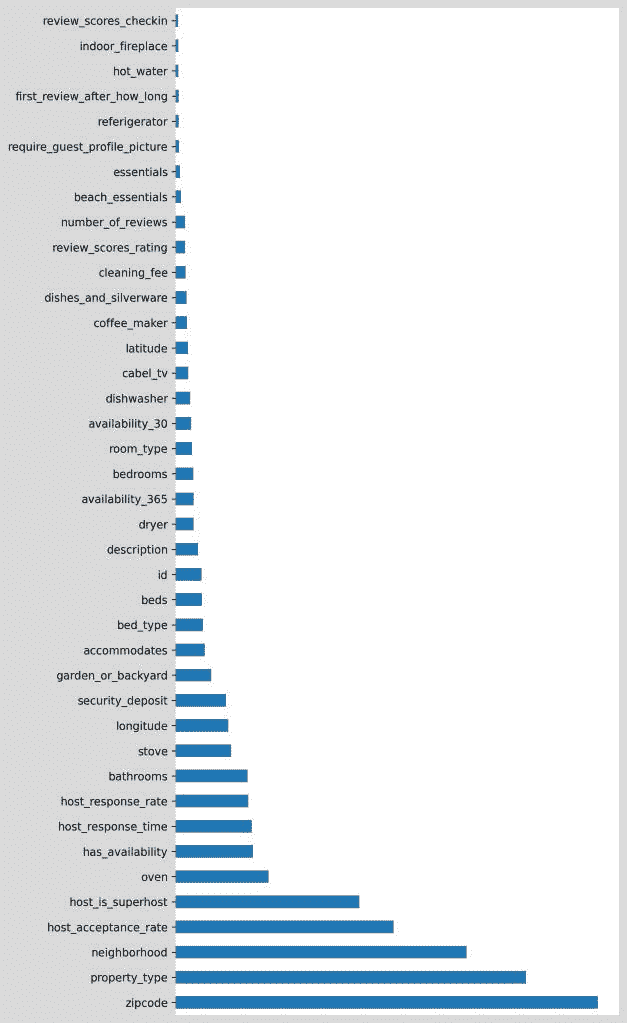 review_scores_checkin
indoor_fireplace
hot_water
first_review_after_how_long
referigerator
require_guest_profile_picture
essentials
beach_essentials
number_of_reviews
review_scores_rating
cleaning_fee
dishes_and_silverware
coffee_maker
latitude
cabel_tv
dishwasher
availability_30
room_type
bedrooms
availability_365
dryer
description
id
beds
bed_type
accommodates
garden_or_backyard
security_deposit
longitude
stove
bathrooms
host_response_rate
host_response_time
has_availability
oven
host_is_superhost
host_acceptance_rate
neighborhood
property_type
zipcode